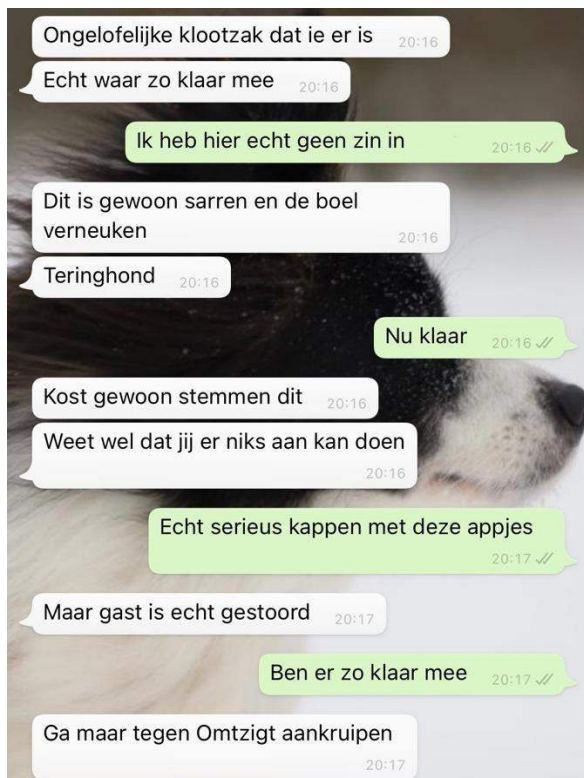 Ongelofelijke klootzak dat ie er is 20:16
Echt waar zo klaar mee 20:16
Ik heb hier echt geen zin in 20:16
Dit is gewoon sarren en de boel
verneuken 20:16
Teringhond 20:16
Nu klaar 20:16
Kost gewoon stemmen dit 20:16
Weet wel dat jij er niks aan kan doen
20:16
Echt serieus kappen met deze appjes
20:17
Maar gast is echt gestoord 20:17
Ben er zo klaar mee 20:17
Ga maar tegen Omtzigt aankruipen
20:17